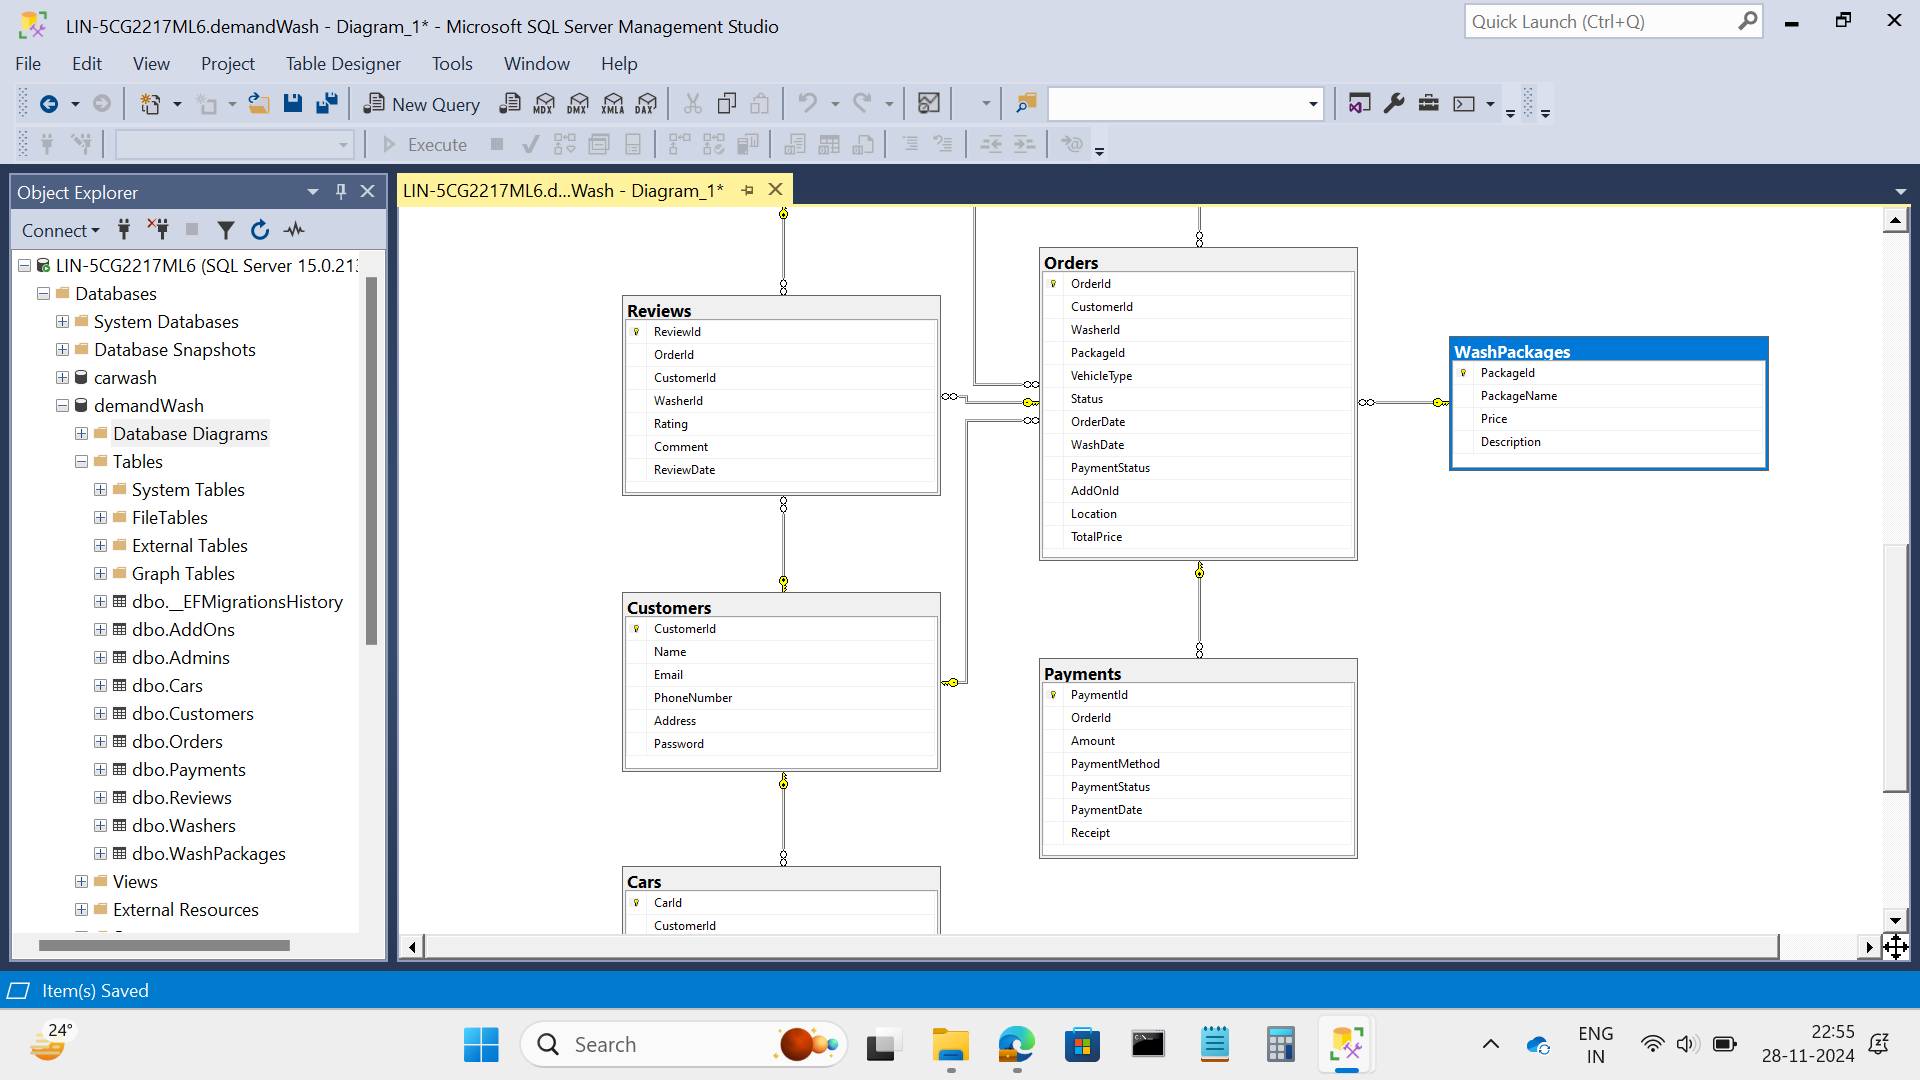 LIN-5CG2217ML6.demandWash - Diagram_1* - Microsoft SQL Server Management Studio
Quick Launch (Ctrl+Q)
File Edit View Project Table Designer Tools Window Help
New Query
MDX DMX XMLA DAX
Execute
Object Explorer
Connect
LIN-5CG2217ML6 (SQL Server 15.0.213
Databases
System Databases
Database Snapshots
carwash
demandWash
Database Diagrams
Tables
System Tables
FileTables
External Tables
Graph Tables
dbo.__EFMigrationsHistory
dbo.AddOns
dbo.Admins
dbo.Cars
dbo.Customers
dbo.Orders
dbo.Payments
dbo.Reviews
dbo.Washers
dbo.WashPackages
Views
External Resources
LIN-5CG2217ML6.d...Wash - Diagram_1*
Reviews
ReviewId
OrderId
CustomerId
WasherId
Rating
Comment
ReviewDate
Customers
CustomerId
Name
Email
PhoneNumber
Address
Password
Cars
CarId
CustomerId
Orders
OrderId
CustomerId
WasherId
PackageId
VehicleType
Status
OrderDate
WashDate
PaymentStatus
AddOnId
Location
TotalPrice
Payments
PaymentId
OrderId
Amount
PaymentMethod
PaymentStatus
PaymentDate
Receipt
WashPackages
PackageId
PackageName
Price
Description
Item(s) Saved
24°
Search
ENG
IN
22:55
28-11-2024